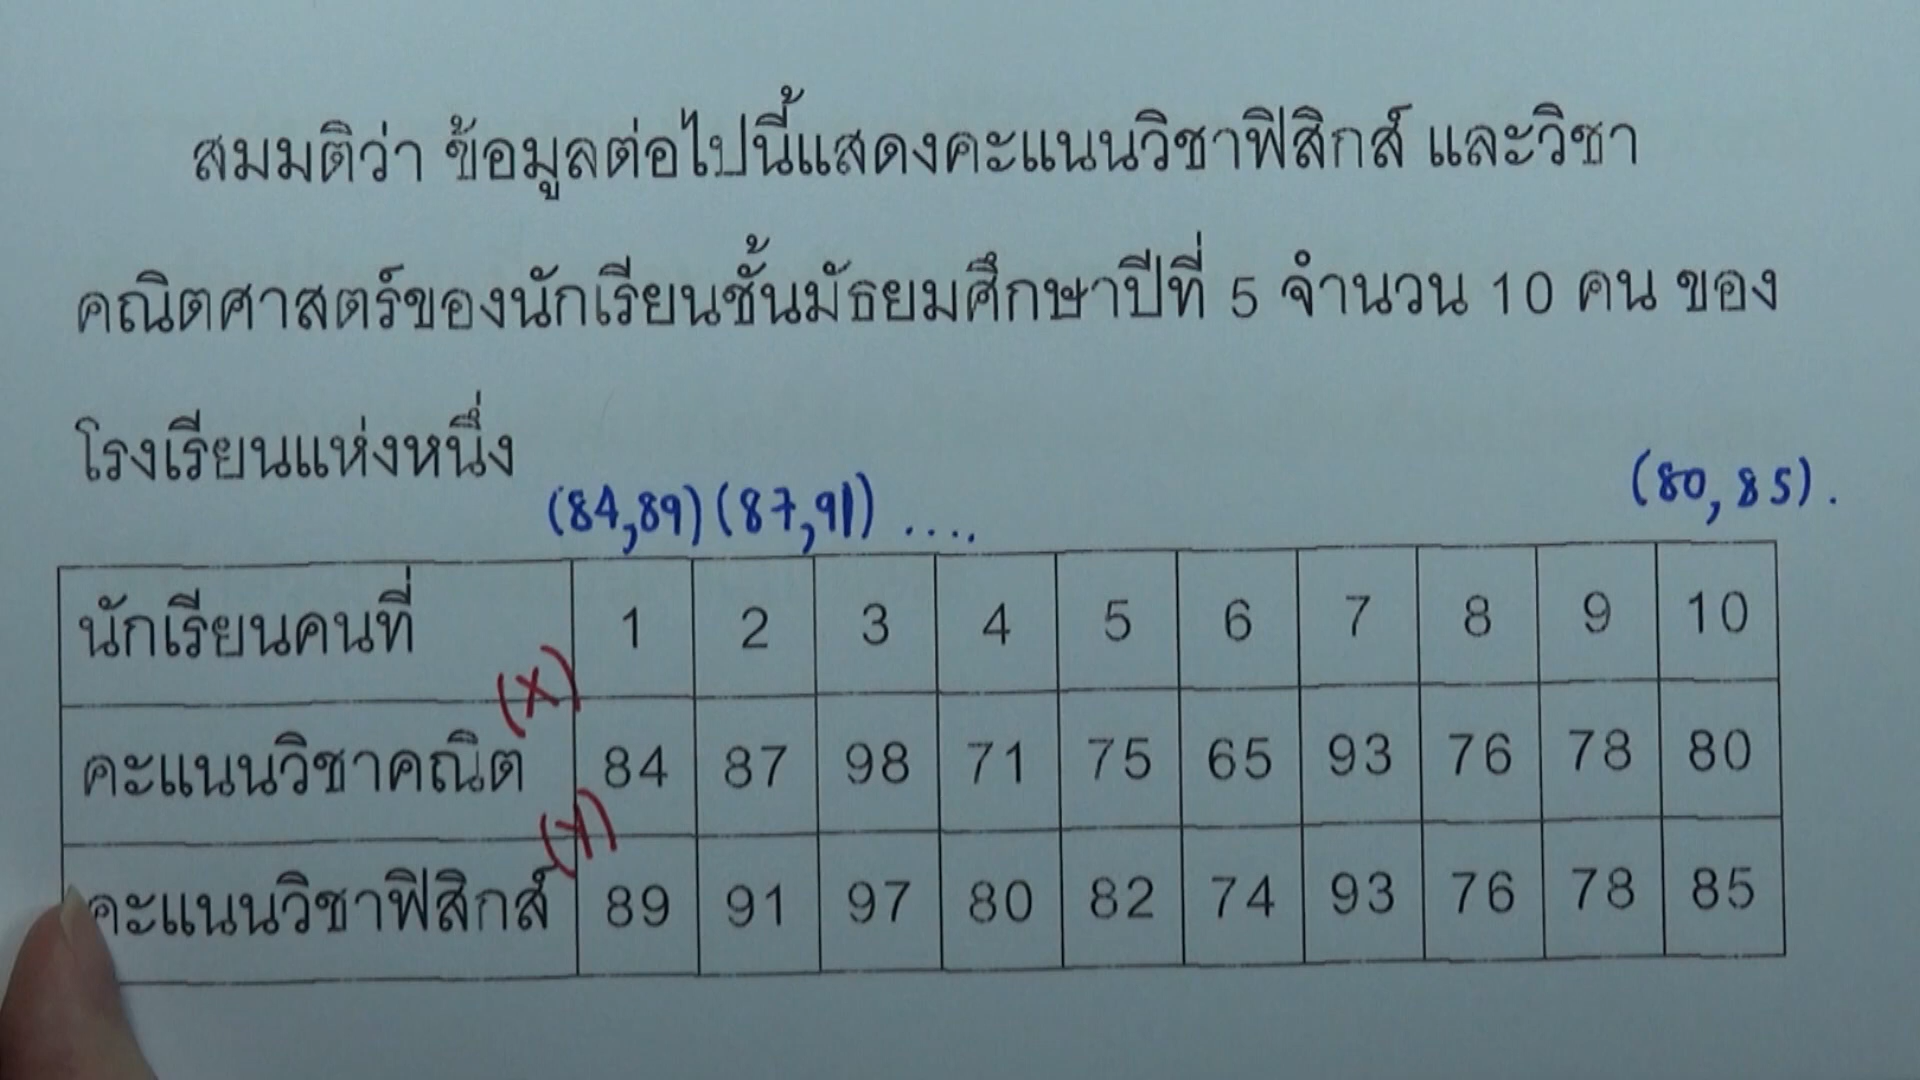 สมมติว่า ข้อมูลต่อไปนี้แสดงคะแนนวิชาฟิสิกส์ และวิชา
คณิตศาสตร์ของนักเรียนชั้นมัธยมศึกษาปีที่ 5 จำนวน 10 คน ของ
โรงเรียนแห่งหนึ่ง
(84,89) (87,91) .... (80,85).
นักเรียนคนที่ 1 2 3 4 5 6 7 8 9 10
(X)
คะแนนวิชาคณิต 84 87 98 71 75 65 93 76 78 80
(Y)
คะแนนวิชาฟิสิกส์ 89 91 97 80 82 74 93 76 78 85